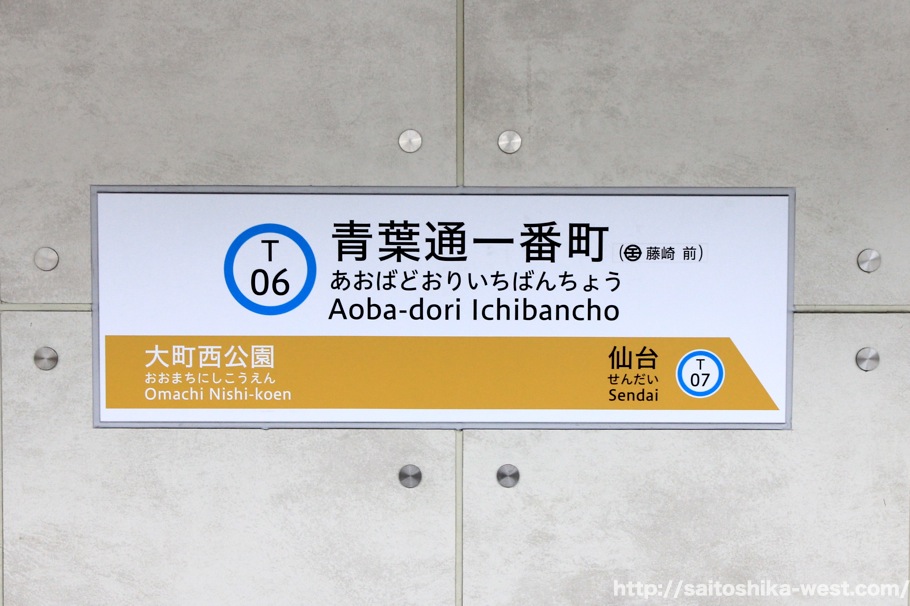 T
06
青葉通一番町
(藤崎 前)
あおばどおりいちばんちょう
Aoba-dori Ichibancho
大町西公園
おおまちにしこうえん
Omachi Nishi-koen
仙台
せんだい
Sendai
T
07
http://saitoshika-west.com/